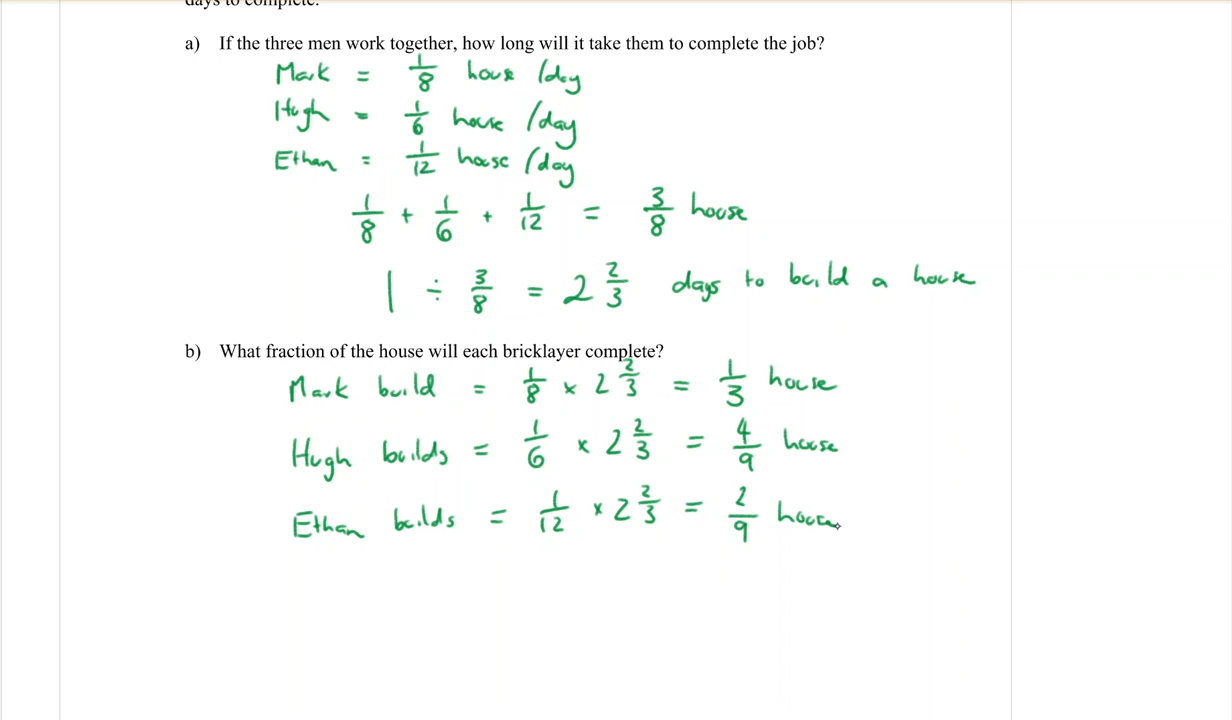 days to complete.
a) If the three men work together, how long will it take them to complete the job?
Mark = 1/8 house /day
Hugh = 1/6 house /day
Ethan = 1/12 house /day
1/8 + 1/6 + 1/12 = 3/8 house
1 ÷ 3/8 = 2 2/3 days to build a house
b) What fraction of the house will each bricklayer complete?
Mark build = 1/8 × 2 2/3 = 1/3 house
Hugh builds = 1/6 × 2 2/3 = 4/9 house
Ethan builds = 1/12 × 2 2/3 = 2/9 house